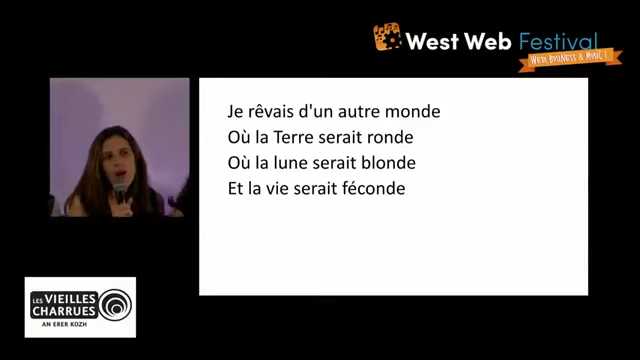 West Web Festival
WEB, BUSINESS & MUSIC !
Je rêvais d'un autre monde
Où la Terre serait ronde
Où la lune serait blonde
Et la vie serait féconde
LES VIEILLES
CHARRUES
AN ERER KOZH